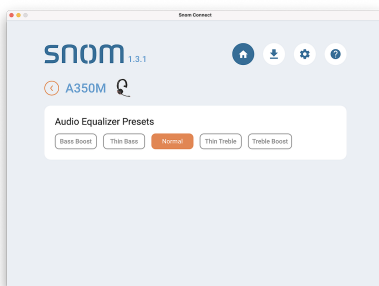 Snom Connect
snom 1.3.1
A350M
Audio Equalizer Presets
Bass Boost Thin Bass Normal Thin Treble Treble Boost